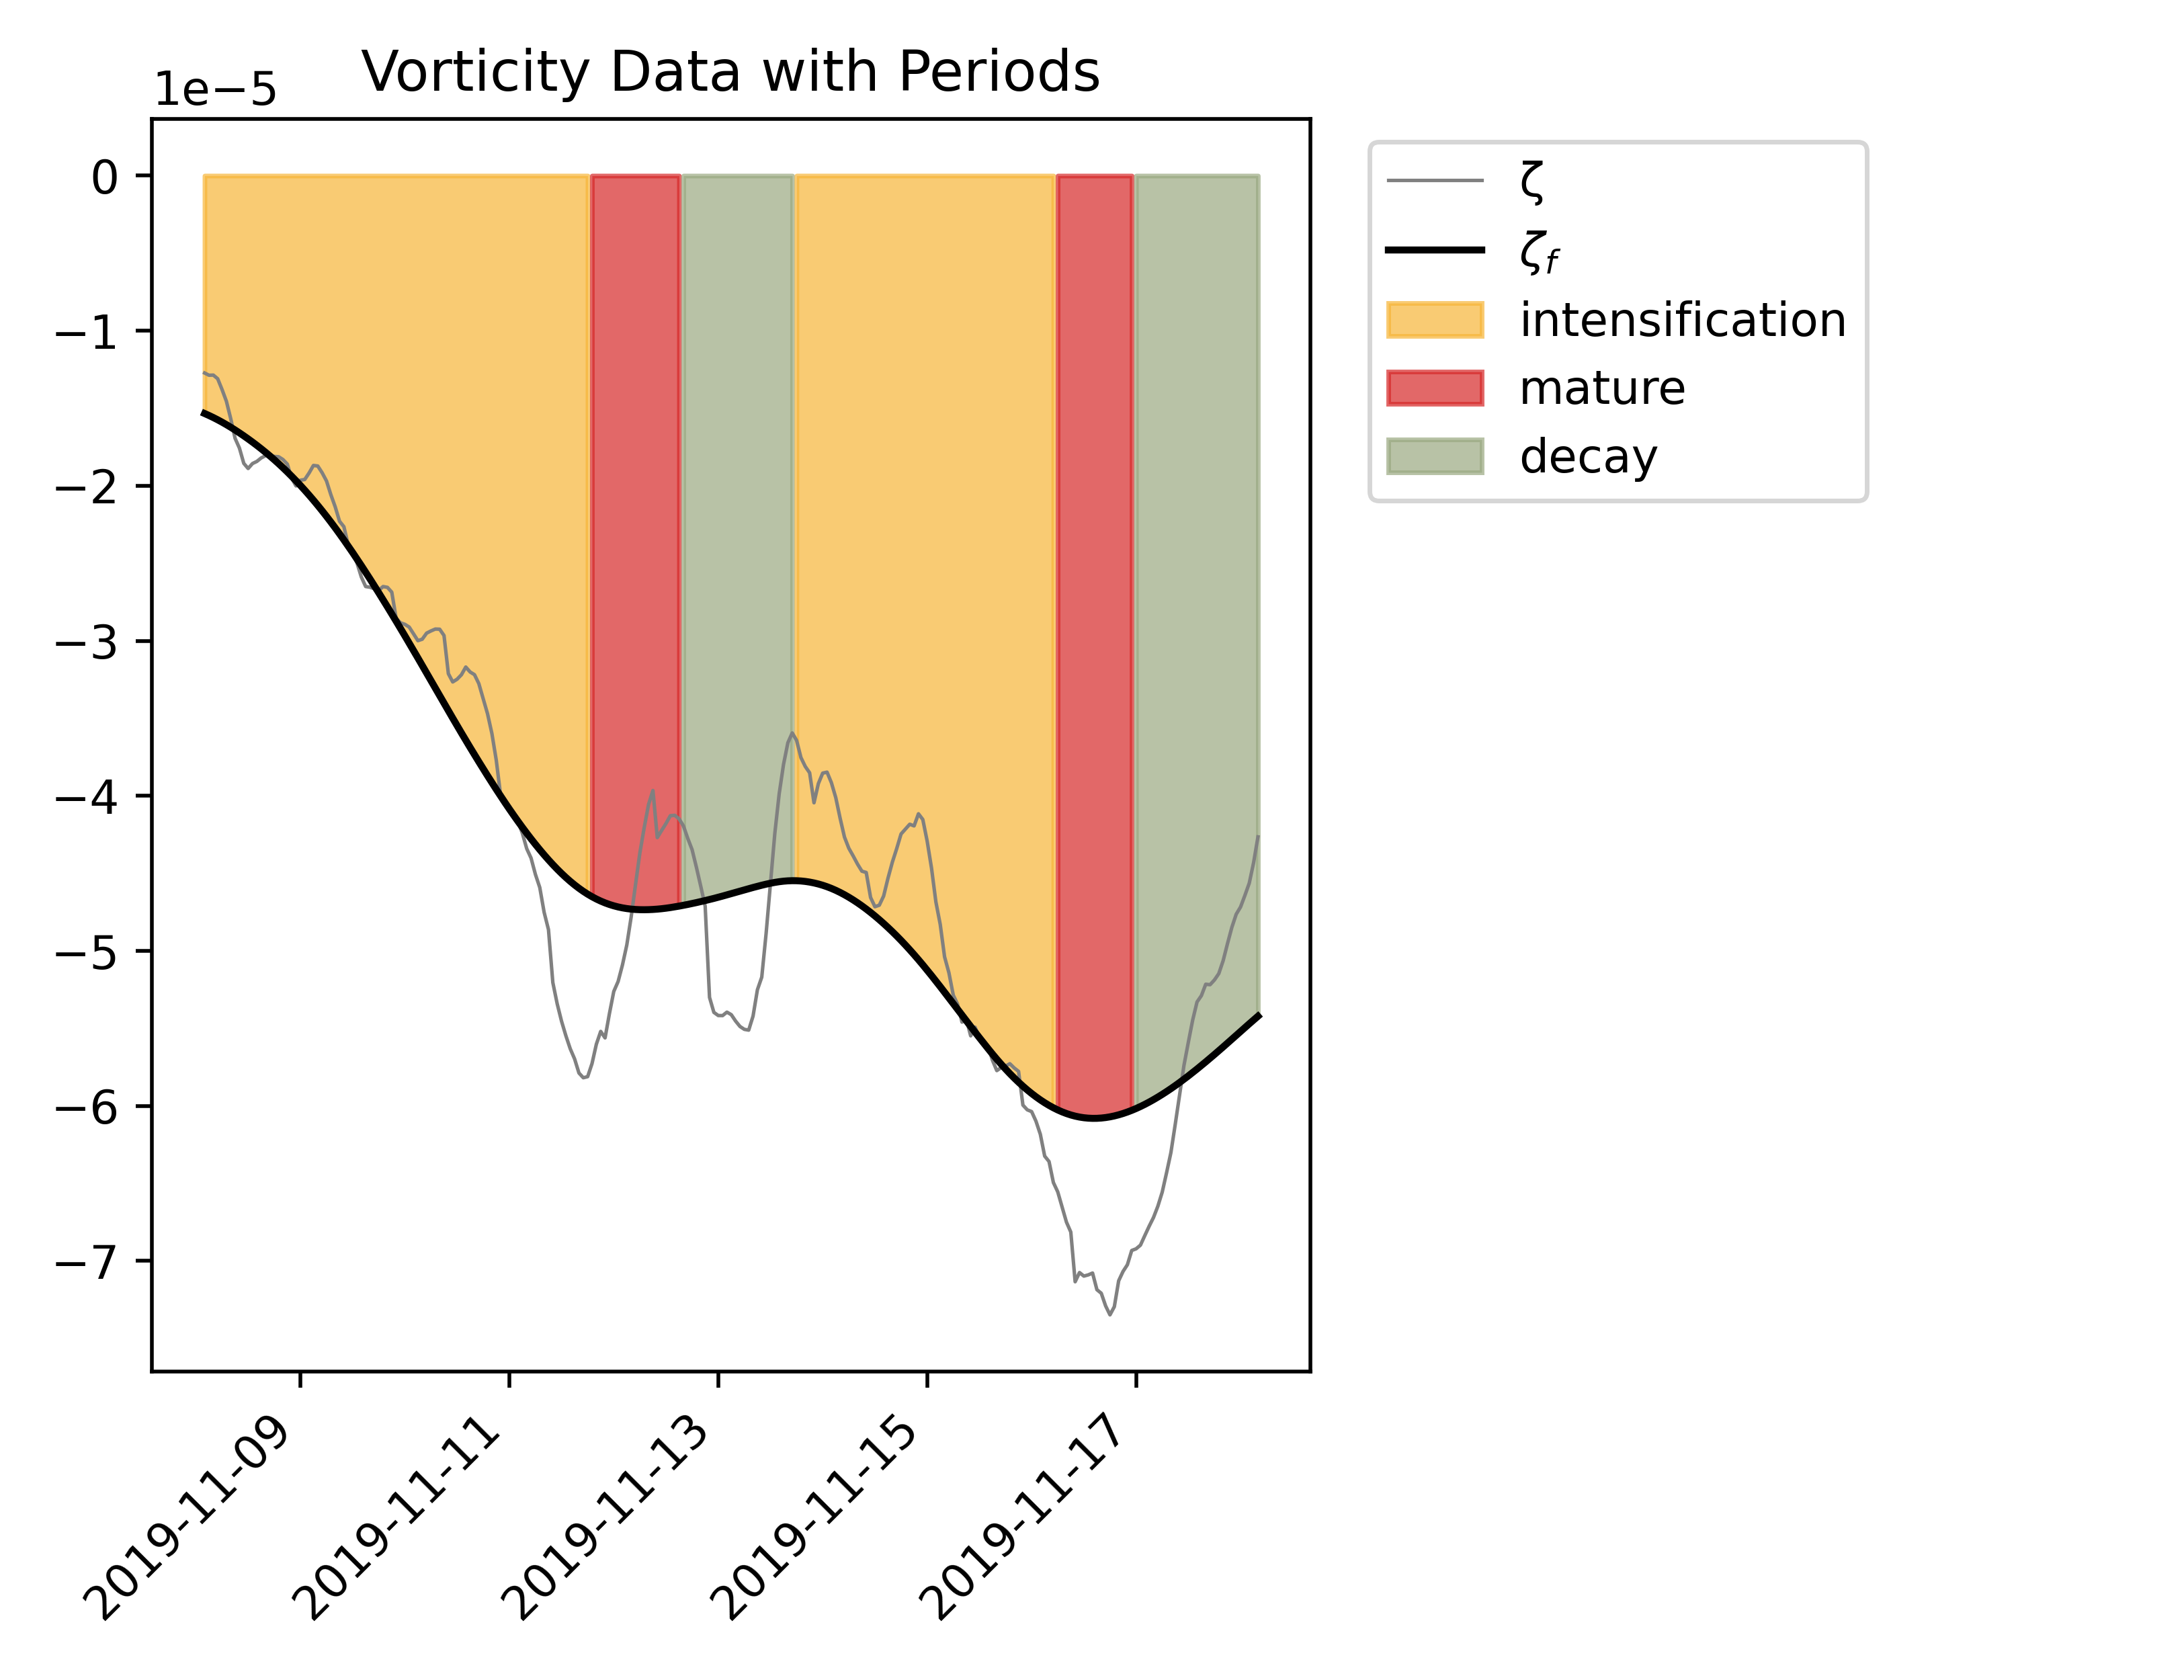 Vorticity Data with Periods
1e−5
0
−1
−2
−3
−4
−5
−6
−7
2019-11-09
2019-11-11
2019-11-13
2019-11-15
2019-11-17
ζ
ζf
intensification
mature
decay